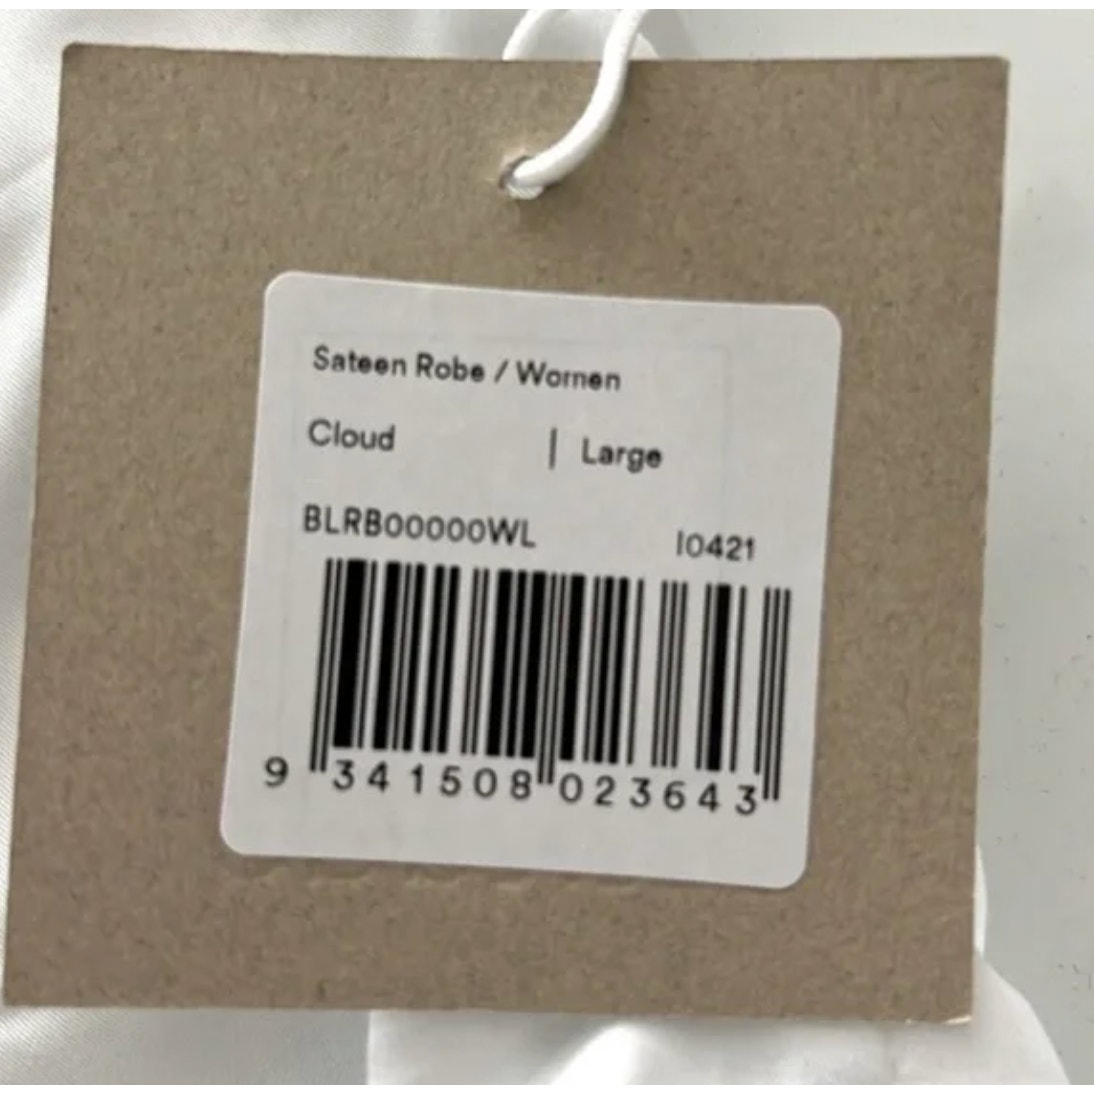 Sateen Robe / Women
Cloud | Large
BLRB00000WL I0421
9 341508 023643